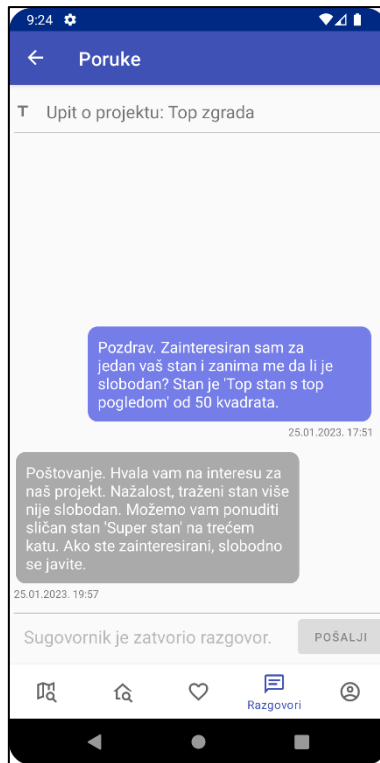 9:24
Poruke
T Upit o projektu: Top zgrada
Pozdrav. Zainteresiran sam za
jedan vaš stan i zanima me da li je
slobodan? Stan je 'Top stan s top
pogledom' od 50 kvadrata.
25.01.2023. 17:51
Poštovanje. Hvala vam na interesu za
naš projekt. Nažalost, traženi stan više
nije slobodan. Možemo vam ponuditi
sličan stan 'Super stan' na trećem
katu. Ako ste zainteresirani, slobodno
se javite.
25.01.2023. 19:57
Sugovornik je zatvorio razgovor. POŠALJI
Razgovori